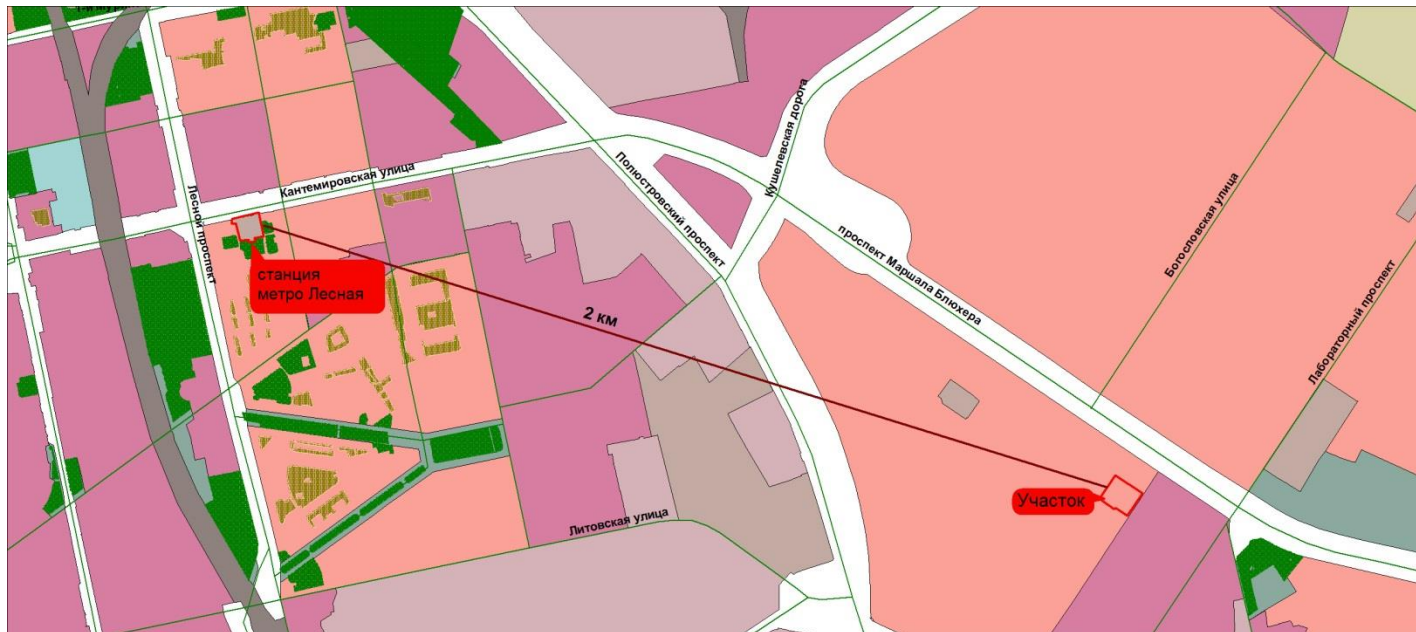 Кантемировская улица
Лесной проспект
станция
метро Лесная
Полюстровский проспект
Кушелевская дорога
проспект Маршала Блюхера
Богословская улица
Лабораторный проспект
2 км
Участок
Литовская улица